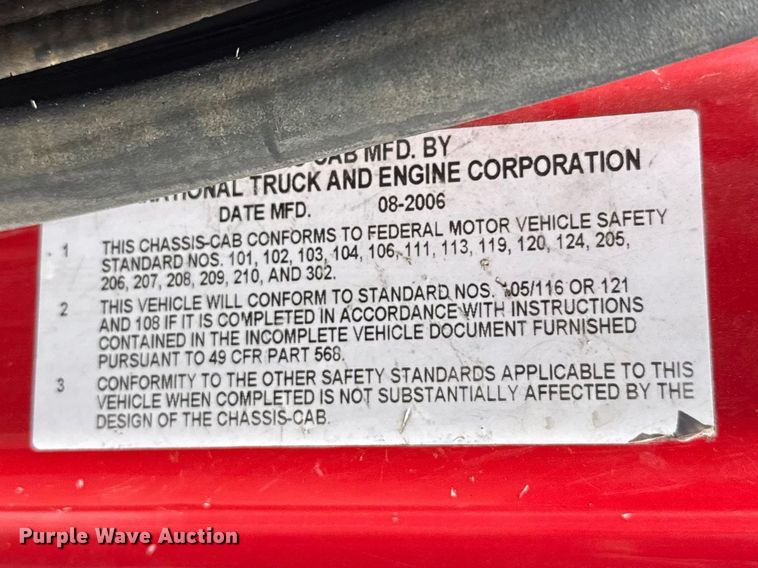 CAB MFD. BY
TRUCK AND ENGINE CORPORATION
DATE MFD. 08-2006
1 THIS CHASSIS-CAB CONFORMS TO FEDERAL MOTOR VEHICLE SAFETY
STANDARD NOS. 101, 102, 103, 104, 106, 111, 113, 119, 120, 124, 205,
206, 207, 208, 209, 210, AND 302.
2 THIS VEHICLE WILL CONFORM TO STANDARD NOS. 105/116 OR 121
AND 108 IF IT IS COMPLETED IN ACCORDANCE WITH INSTRUCTIONS
CONTAINED IN THE INCOMPLETE VEHICLE DOCUMENT FURNISHED
PURSUANT TO 49 CFR PART 568.
3 CONFORMITY TO THE OTHER SAFETY STANDARDS APPLICABLE TO THIS
VEHICLE WHEN COMPLETED IS NOT SUBSTANTIALLY AFFECTED BY THE
DESIGN OF THE CHASSIS-CAB.
Purple Wave Auction